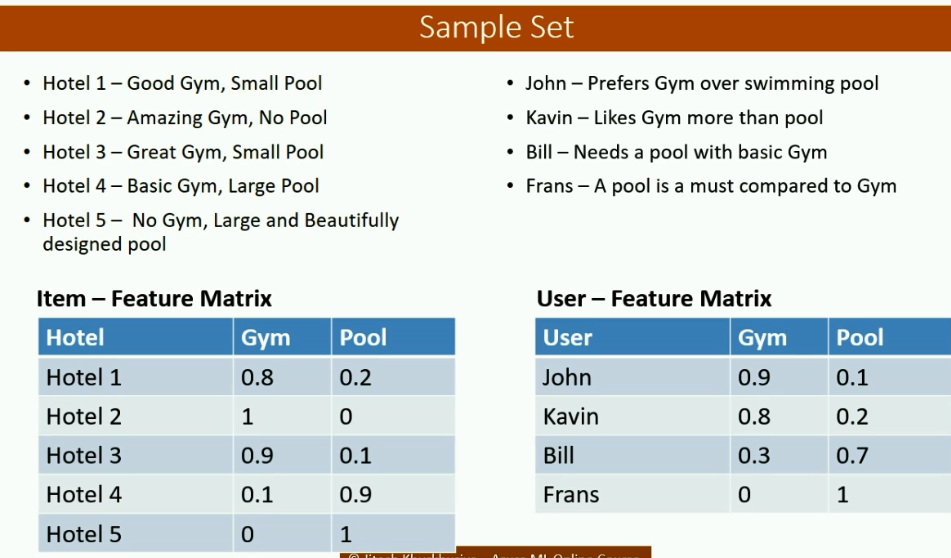 Sample Set
• Hotel 1 – Good Gym, Small Pool
• Hotel 2 – Amazing Gym, No Pool
• Hotel 3 – Great Gym, Small Pool
• Hotel 4 – Basic Gym, Large Pool
• Hotel 5 – No Gym, Large and Beautifully
designed pool
• John – Prefers Gym over swimming pool
• Kavin – Likes Gym more than pool
• Bill – Needs a pool with basic Gym
• Frans – A pool is a must compared to Gym
Item – Feature Matrix
Hotel Gym Pool
Hotel 1 0.8 0.2
Hotel 2 1 0
Hotel 3 0.9 0.1
Hotel 4 0.1 0.9
Hotel 5 0 1
User – Feature Matrix
User Gym Pool
John 0.9 0.1
Kavin 0.8 0.2
Bill 0.3 0.7
Frans 0 1